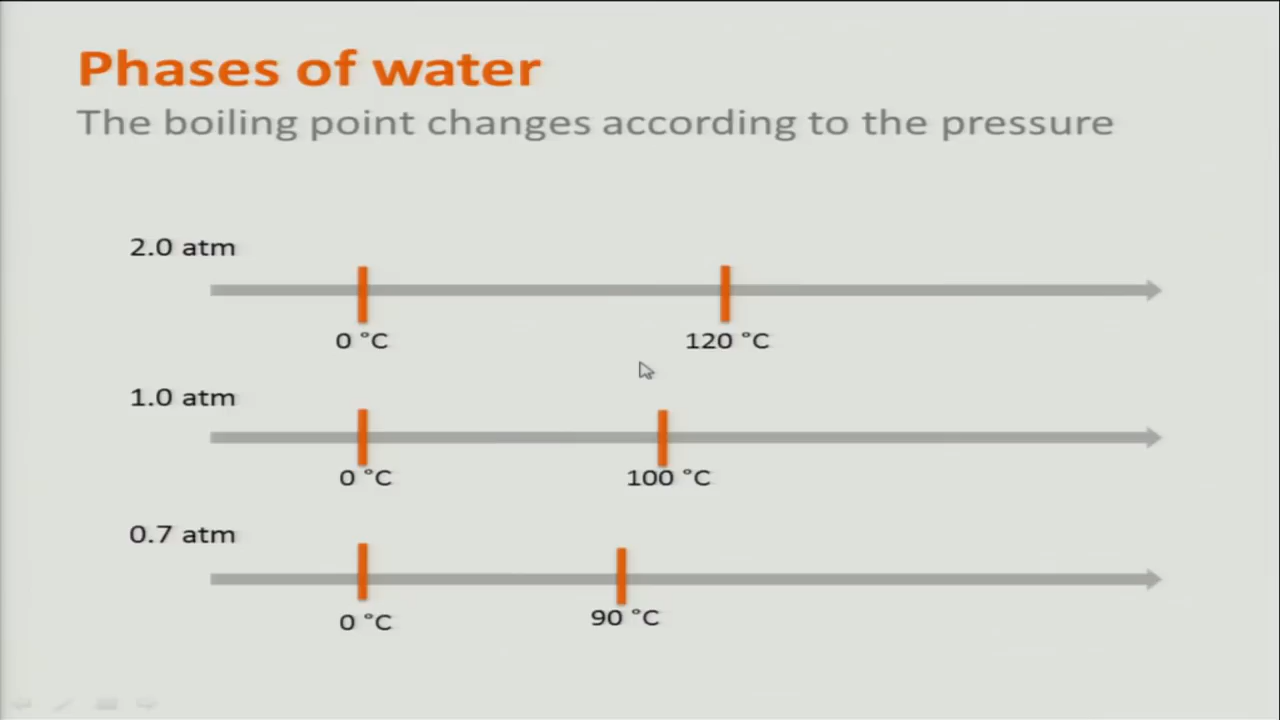 Phases of water
The boiling point changes according to the pressure
2.0 atm
0 °C
120 °C
1.0 atm
0 °C
100 °C
0.7 atm
0 °C
90 °C